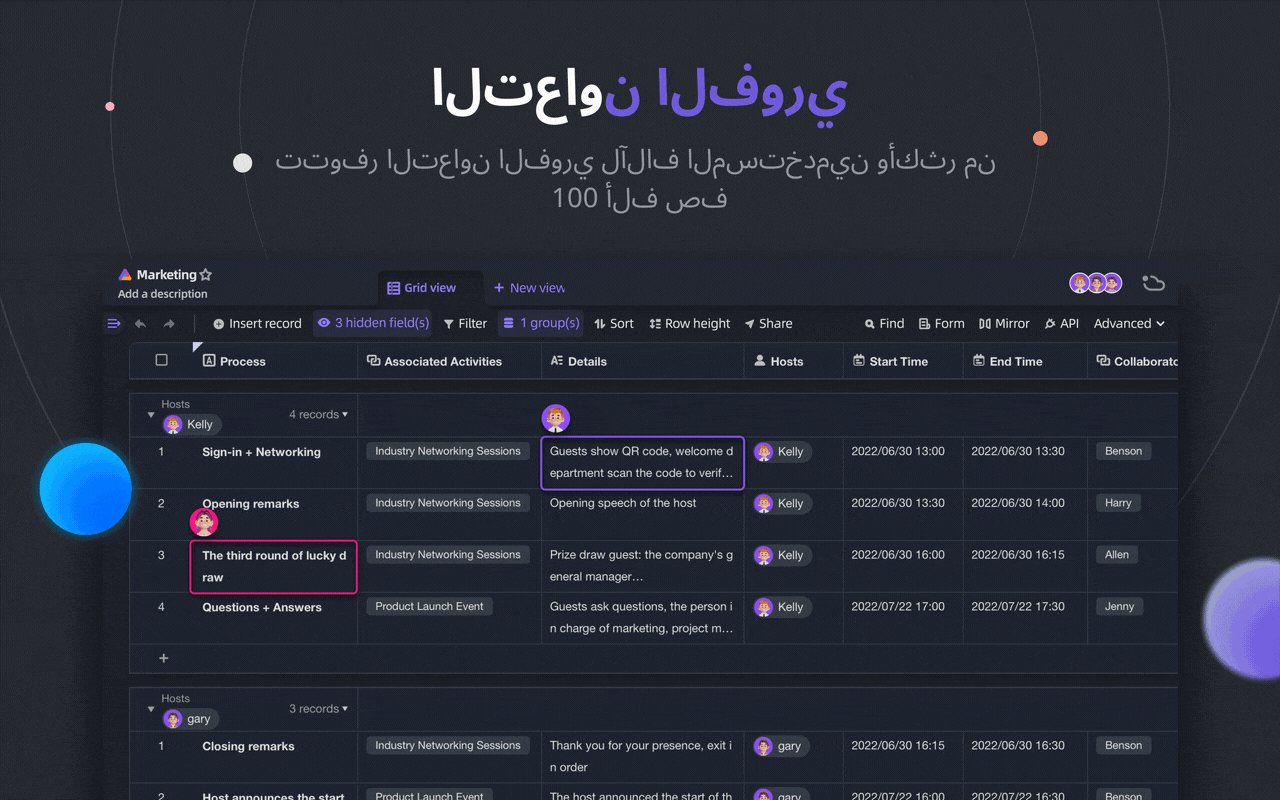 التعاون الفوري
تتوفر التعاون الفوري لآلاف المستخدمين وأكثر من
100 ألف صف
Marketing
Add a description
Grid view
+ New view
Insert record 3 hidden field(s) Filter 1 group(s) Sort Row height Share Find Form Mirror API Advanced
Process Associated Activities Details Hosts Start Time End Time Collaborato
Hosts
Kelly 4 records
1 Sign-in + Networking Industry Networking Sessions Guests show QR code, welcome d Kelly 2022/06/30 13:00 2022/06/30 13:30 Benson
epartment scan the code to verif...
2 Opening remarks Industry Networking Sessions Opening speech of the host Kelly 2022/06/30 13:30 2022/06/30 14:00 Harry
3 The third round of lucky d Industry Networking Sessions Prize draw guest: the company's g Kelly 2022/06/30 16:00 2022/06/30 16:15 Allen
raw eneral manager...
4 Questions + Answers Product Launch Event Guests ask questions, the person i Kelly 2022/07/22 17:00 2022/07/22 17:30 Jenny
n charge of marketing, project m...
+
Hosts
gary 3 records
1 Closing remarks Industry Networking Sessions Thank you for your presence, exit i gary 2022/06/30 16:15 2022/06/30 16:30 Benson
n order
2 Host announces the start Product Launch Event The host announced the start of th gary 2022/07/22 14:00 2022/07/22 14:00 Benson